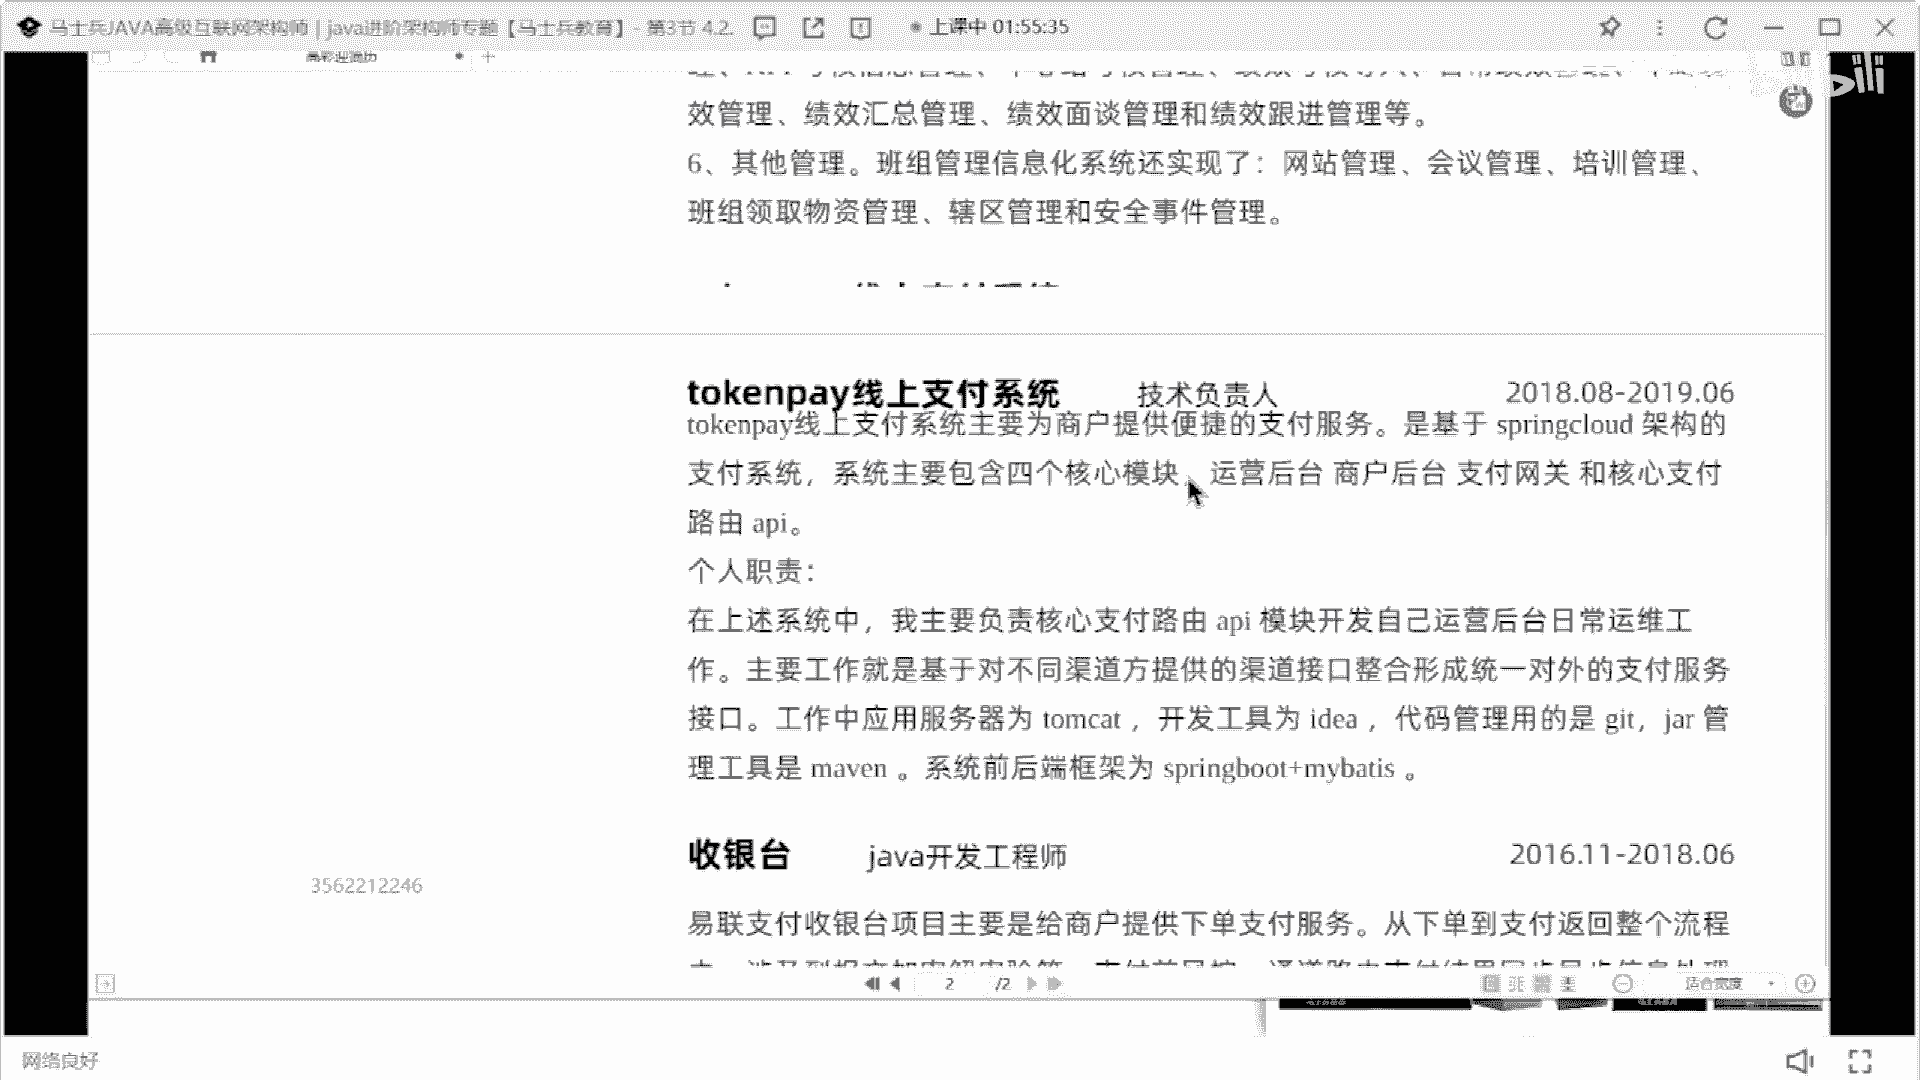 马士兵JAVA高级互联网架构师 | java进阶架构师专题【马士兵教育】 - 第3节 4.2.
上课中 01:55:35
效管理、绩效汇总管理、绩效面谈管理和绩效跟进管理等。
6、其他管理。班组管理信息化系统还实现了：网站管理、会议管理、培训管理、
班组领取物资管理、辖区管理和安全事件管理。
tokenpay线上支付系统 技术负责人 2018.08-2019.06
tokenpay线上支付系统主要为商户提供便捷的支付服务。是基于 springcloud 架构的
支付系统，系统主要包含四个核心模块、运营后台 商户后台 支付网关 和核心支付
路由 api。
个人职责：
在上述系统中，我主要负责核心支付路由 api 模块开发自己运营后台日常运维工
作。主要工作就是基于对不同渠道方提供的渠道接口整合形成统一对外的支付服务
接口。工作中应用服务器为 tomcat ，开发工具为 idea ，代码管理用的是 git，jar 管
理工具是 maven 。系统前后端框架为 springboot+mybatis 。
收银台 java开发工程师 2016.11-2018.06
3562212246
易联支付收银台项目主要是给商户提供下单支付服务。从下单到支付返回整个流程
2 /2 适合宽度
网络良好